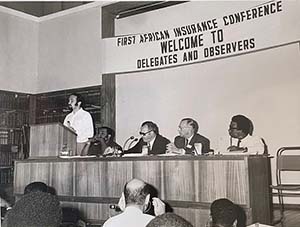 FIRST AFRICAN INSURANCE CONFERENCE
WELCOME TO
DELEGATES AND OBSERVERS